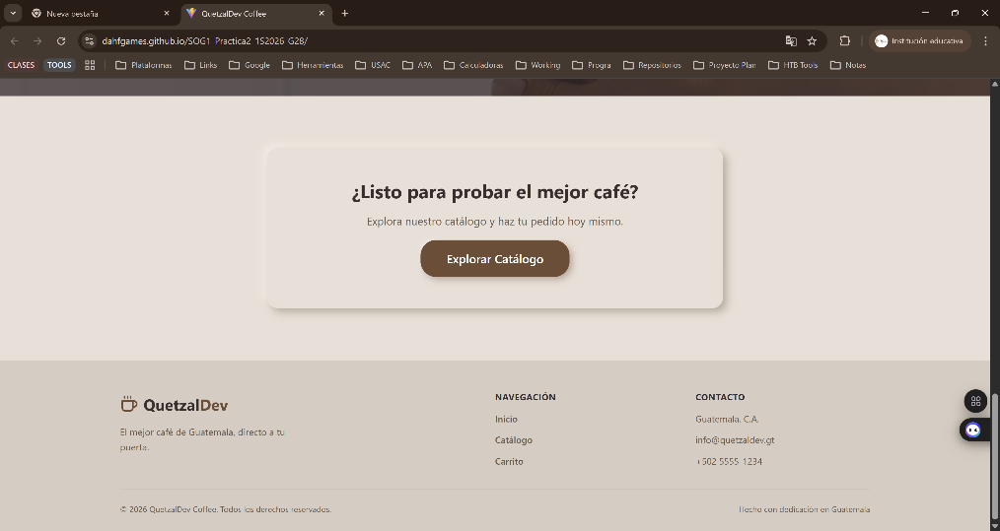 Nueva pestaña
QuetzalDev Coffee
dahfgames.github.io/SOG1_Practica2_1S2026_G28/
Institución educativa
CLASES
TOOLS
Plataformas
Links
Google
Herramientas
USAC
APA
Calculadoras
Working
Progra
Repositorios
Proyecto Plan
HTB Tools
Notas
¿Listo para probar el mejor café?
Explora nuestro catálogo y haz tu pedido hoy mismo.
Explorar Catálogo
QuetzalDev
El mejor café de Guatemala, directo a tu
puerta.
NAVEGACIÓN
Inicio
Catálogo
Carrito
CONTACTO
Guatemala, C.A.
info@quetzaldev.gt
+502 5555-1234
© 2026 QuetzalDev Coffee. Todos los derechos reservados.
Hecho con dedicación en Guatemala